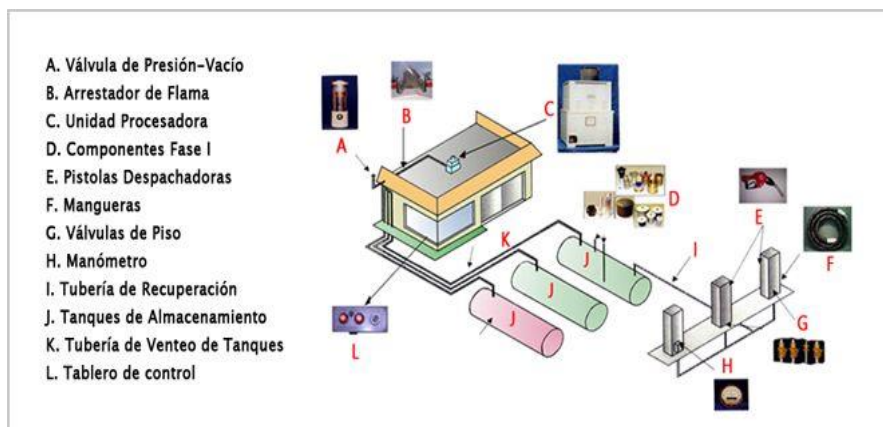 A. Válvula de Presión-Vacío
B. Arrestador de Flama
C. Unidad Procesadora
D. Componentes Fase I
E. Pistolas Despachadoras
F. Mangueras
G. Válvulas de Piso
H. Manómetro
I. Tubería de Recuperación
J. Tanques de Almacenamiento
K. Tubería de Venteo de Tanques
L. Tablero de control
A
B
C
D
E
F
G
H
I
J
J
J
K
L